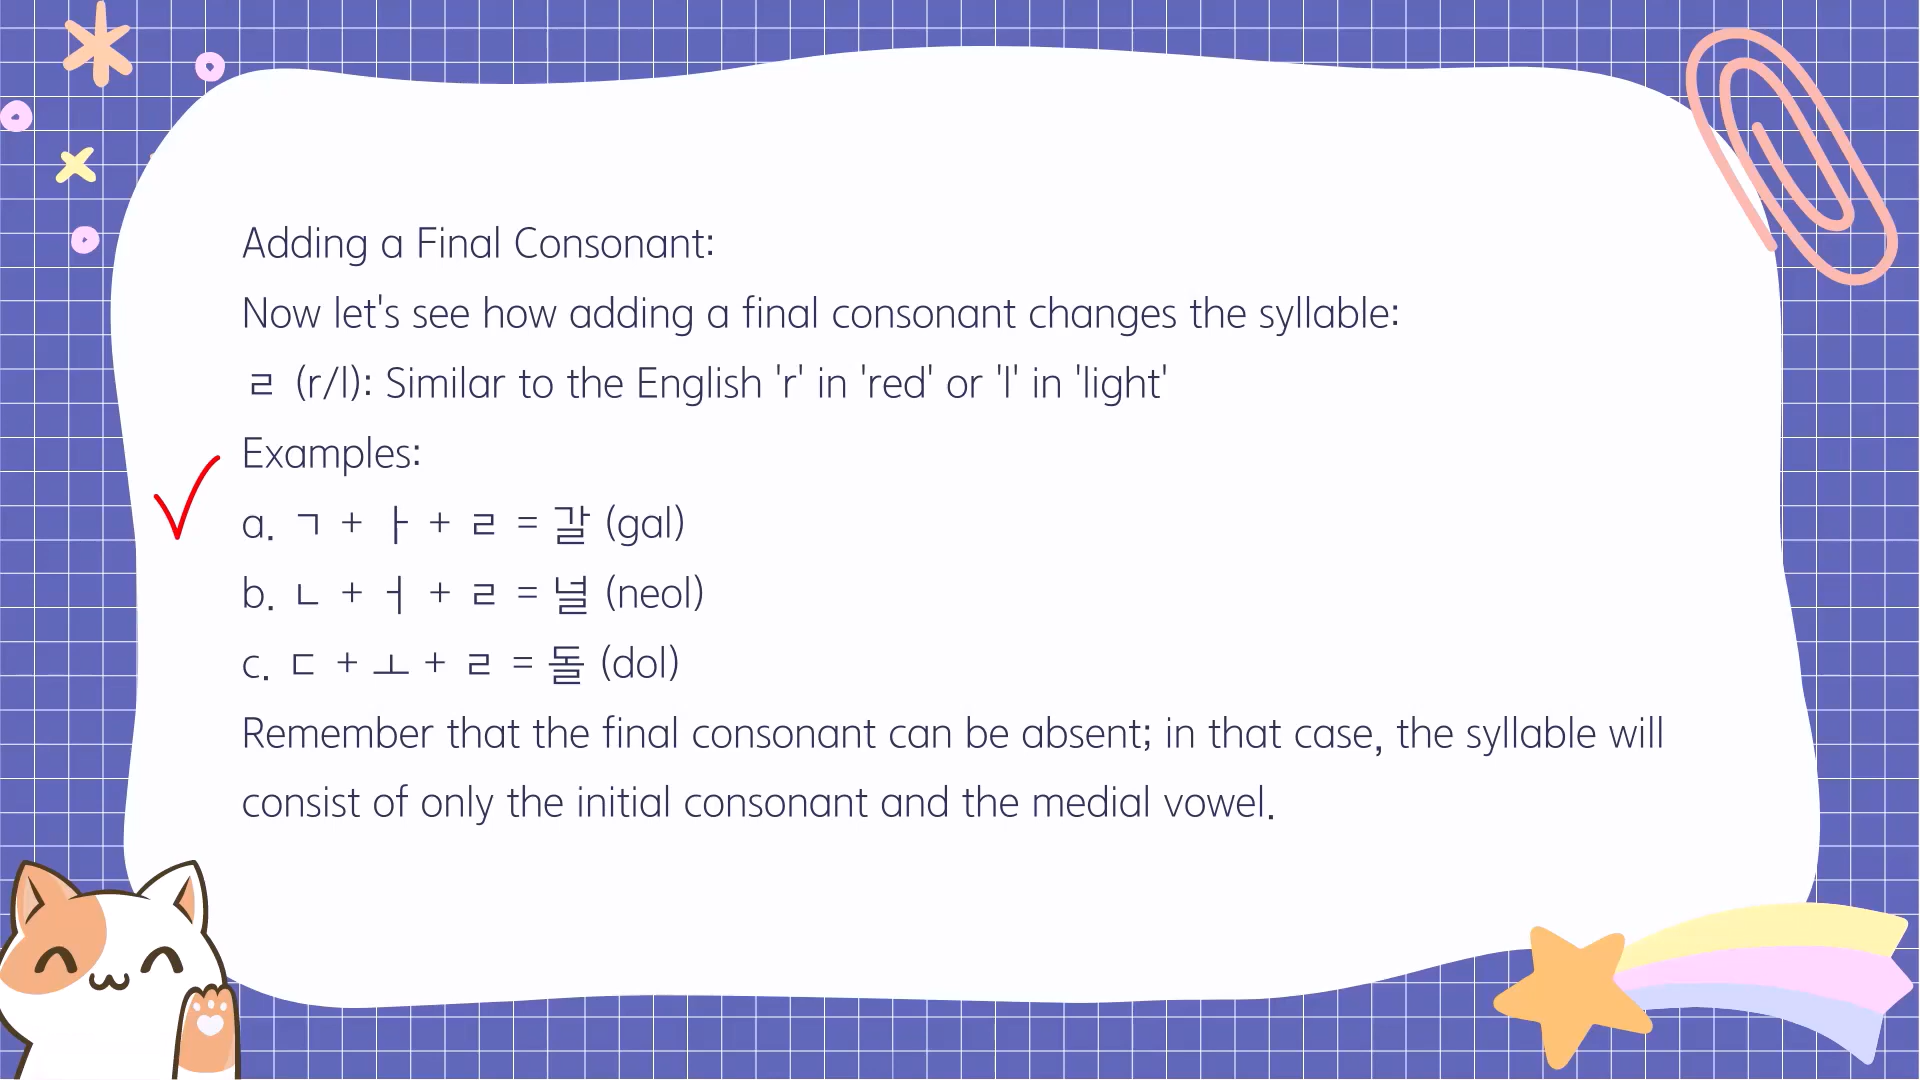 Adding a Final Consonant:
Now let's see how adding a final consonant changes the syllable:
ㄹ (r/l): Similar to the English 'r' in 'red' or 'l' in 'light'
Examples:
a. ㄱ + ㅏ + ㄹ = 갈 (gal)
b. ㄴ + ㅓ + ㄹ = 널 (neol)
c. ㄷ + ㅗ + ㄹ = 돌 (dol)
Remember that the final consonant can be absent; in that case, the syllable will
consist of only the initial consonant and the medial vowel.